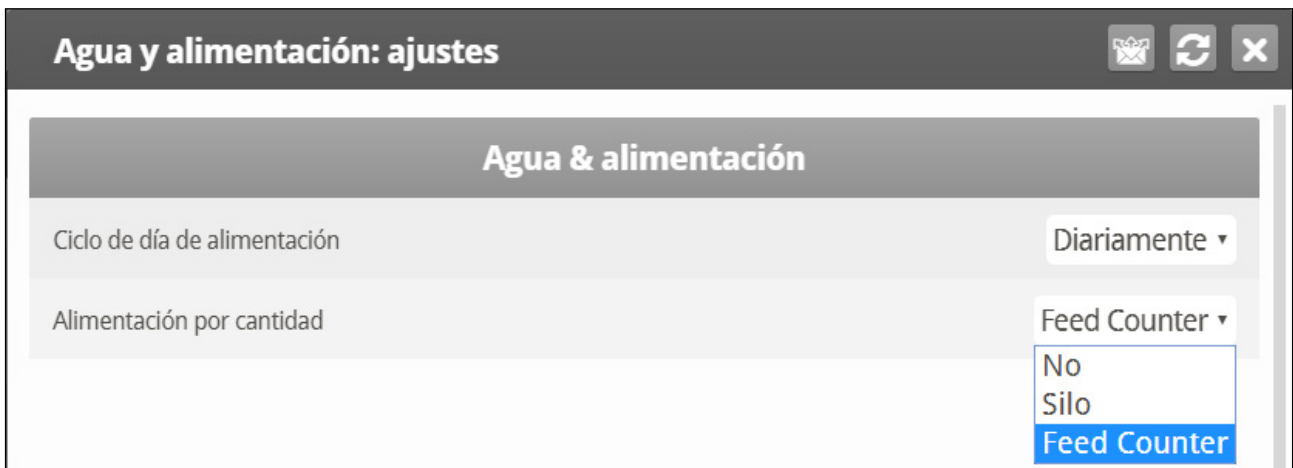 Agua y alimentación: ajustes
Agua & alimentación
Ciclo de día de alimentación Diariamente
Alimentación por cantidad Feed Counter
No
Silo
Feed Counter